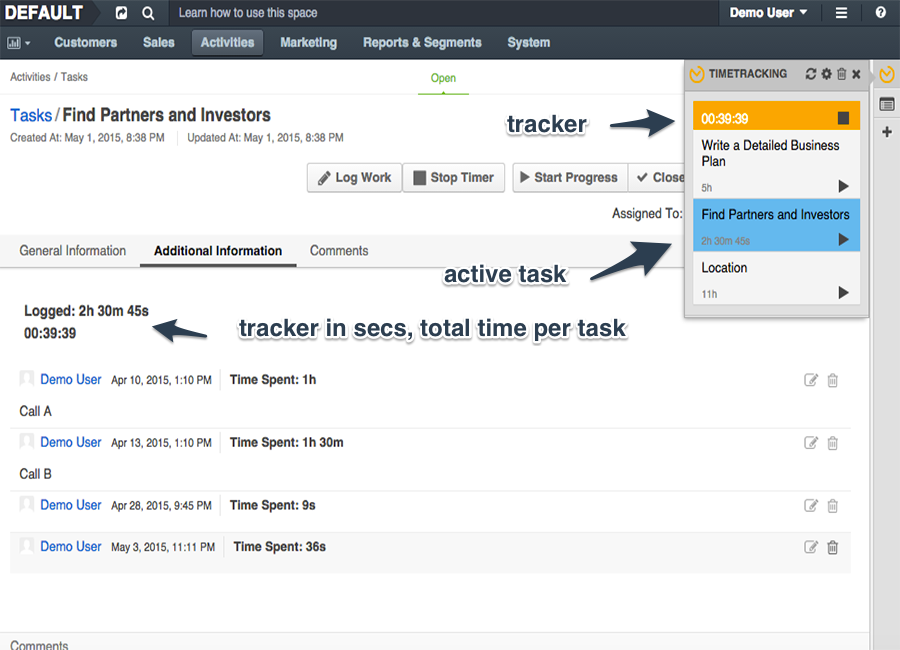 DEFAULT Learn how to use this space Demo User
Customers Sales Activities Marketing Reports & Segments System
Activities / Tasks
Open
TIMETRACKING
Tasks / Find Partners and Investors
Created At: May 1, 2015, 8:38 PM Updated At: May 1, 2015, 8:38 PM
tracker
00:39:39
Write a Detailed Business
Plan
5h
Log Work Stop Timer Start Progress Close
Assigned To:
Find Partners and Investors
2h 30m 45s
General Information Additional Information Comments
active task
Location
11h
Logged: 2h 30m 45s
00:39:39
tracker in secs, total time per task
Demo User Apr 10, 2015, 1:10 PM Time Spent: 1h
Call A
Demo User Apr 13, 2015, 1:10 PM Time Spent: 1h 30m
Call B
Demo User Apr 28, 2015, 9:45 PM Time Spent: 9s
Demo User May 3, 2015, 11:11 PM Time Spent: 36s
Comments